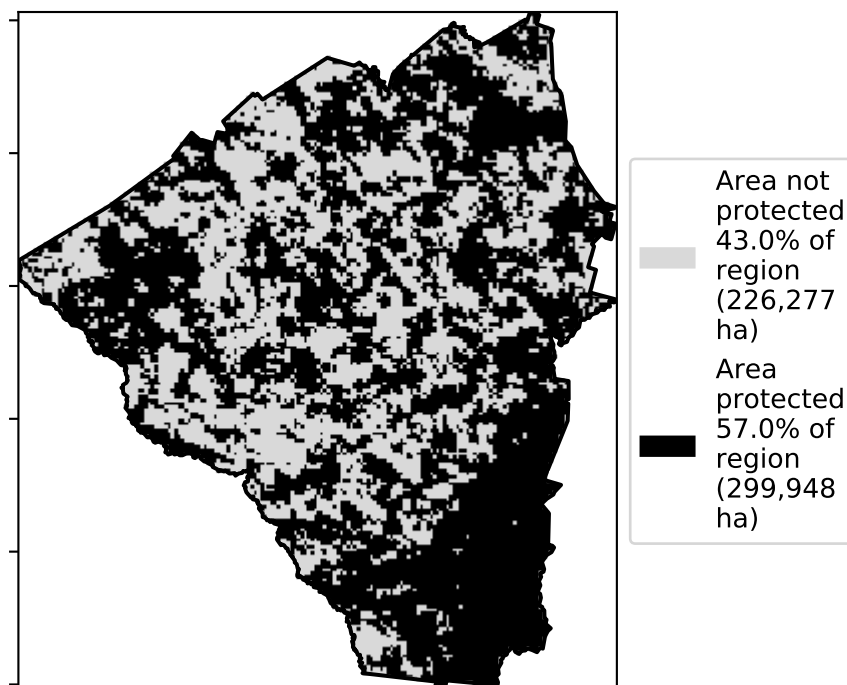 Area not
protected
43.0% of
region
(226,277
ha)
Area
protected
57.0% of
region
(299,948
ha)